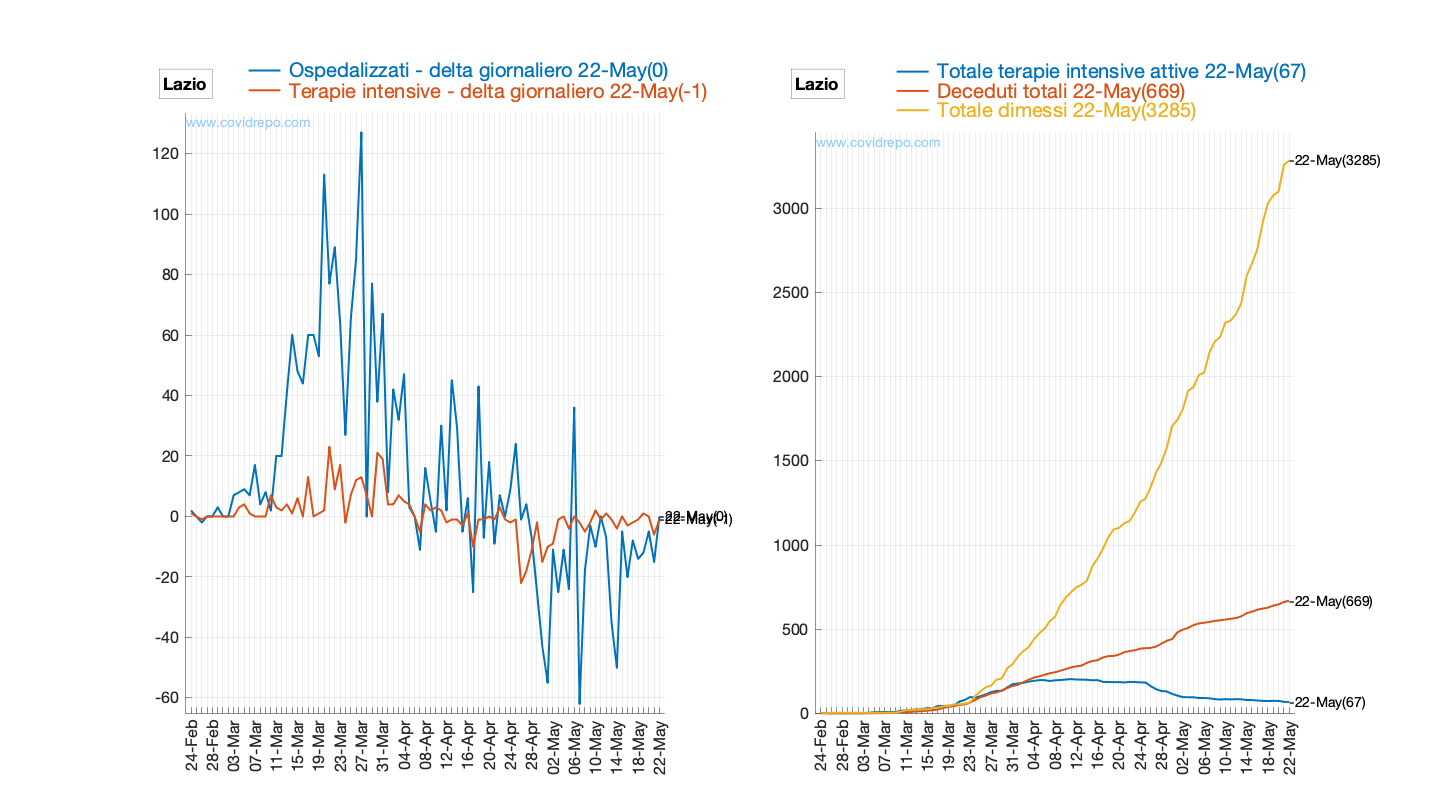 Lazio
Ospedalizzati - delta giornaliero 22-May(0)
Terapie intensive - delta giornaliero 22-May(-1)
www.covidrepo.com
120
100
80
60
40
20
0
-20
-40
-60
22-May(0)
22-May(-1)
24-Feb
28-Feb
03-Mar
07-Mar
11-Mar
15-Mar
19-Mar
23-Mar
27-Mar
31-Mar
04-Apr
08-Apr
12-Apr
16-Apr
20-Apr
24-Apr
28-Apr
02-May
06-May
10-May
14-May
18-May
22-May
Lazio
Totale terapie intensive attive 22-May(67)
Deceduti totali 22-May(669)
Totale dimessi 22-May(3285)
www.covidrepo.com
3000
2500
2000
1500
1000
500
0
22-May(3285)
22-May(669)
22-May(67)
24-Feb
28-Feb
03-Mar
07-Mar
11-Mar
15-Mar
19-Mar
23-Mar
27-Mar
31-Mar
04-Apr
08-Apr
12-Apr
16-Apr
20-Apr
24-Apr
28-Apr
02-May
06-May
10-May
14-May
18-May
22-May